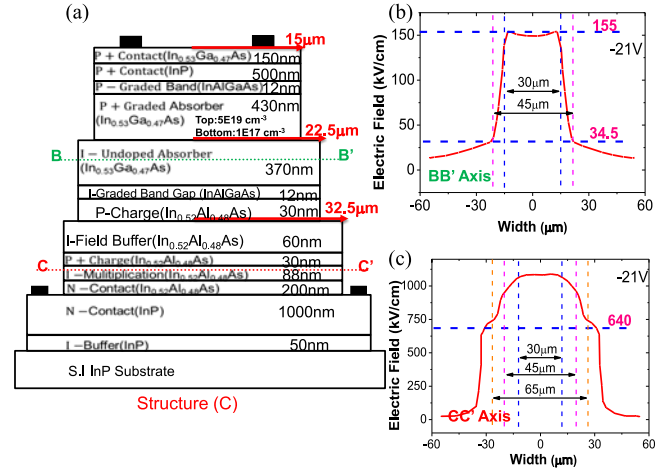 (a)
15μm
P + Contact(In0.53Ga0.47As) 150nm
P + Contact(InP) 500nm
P − Graded Band(InAlGaAs) 12nm
P + Graded Absorber 430nm
(In0.53Ga0.47As) Top:5E19 cm-3
Bottom:1E17 cm-3
22.5μm
I − Undoped Absorber
B B'
(In0.53Ga0.47As) 370nm
I-Graded Band Gap (InAlGaAs) 12nm
P-Charge(In0.52Al0.48As) 30nm
32.5μm
I-Field Buffer(In0.52Al0.48As) 60nm
P + Charge(In0.52Al0.48As) 30nm
C C'
I −Mulitiplication(In0.52Al0.48As) 88nm
N −Contact(In0.52Al0.48As) 200nm
N −Contact(InP) 1000nm
I −Buffer(InP) 50nm
S.I InP Substrate
Structure (C)
(b)
Electric Field (kV/cm)
150
100
50
0
155
-21V
30μm
45μm
34.5
BB' Axis
-60 -30 0 30 60
Width (μm)
(c)
Electric Field (kV/cm)
1000
750
500
250
0
-21V
640
30μm
45μm
65μm
CC' Axis
-60 -30 0 30 60
Width (μm)